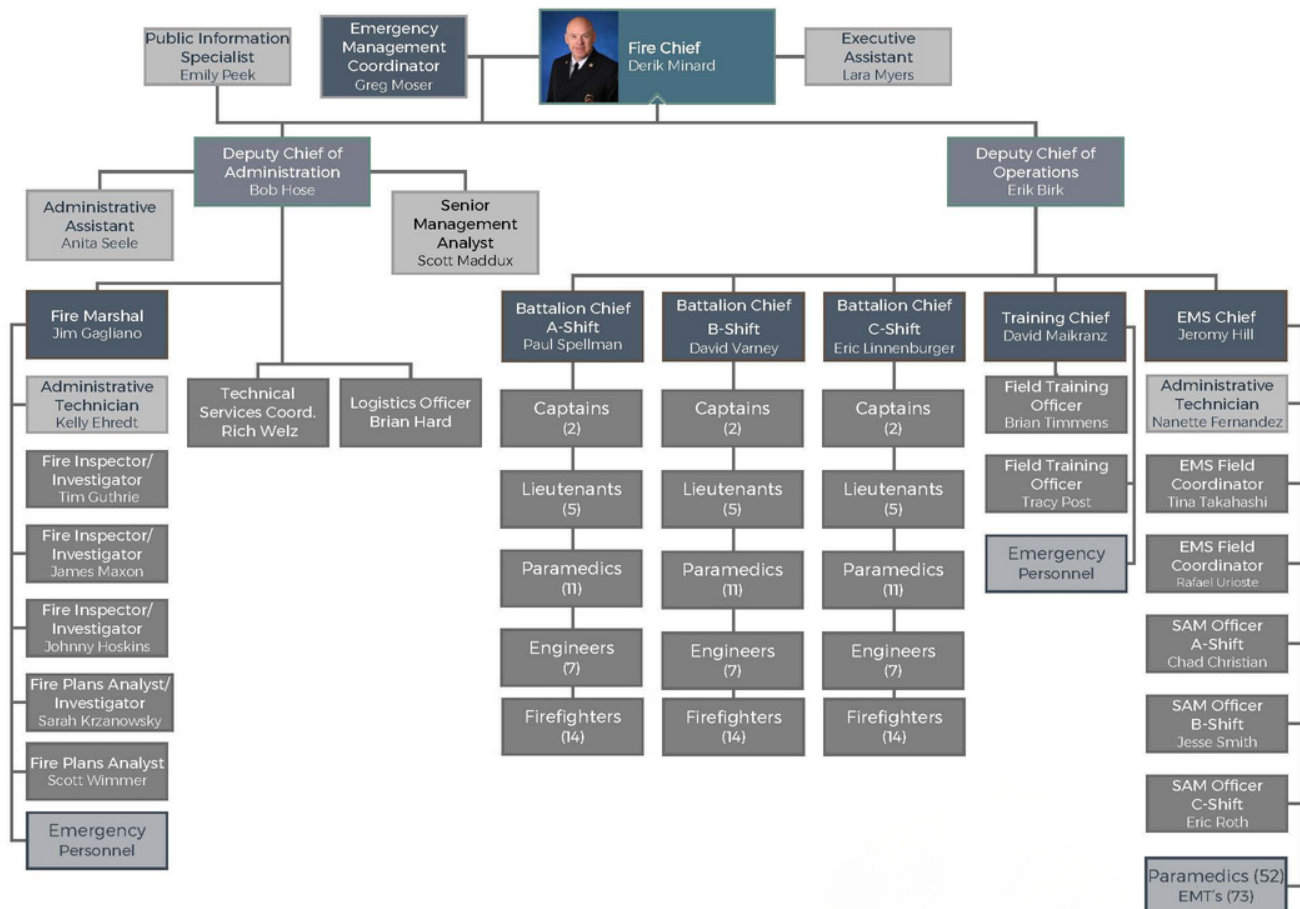 Public Information
Specialist
Emily Peek
Emergency
Management
Coordinator
Greg Moser
Fire Chief
Derik Minard
Executive
Assistant
Lara Myers
Deputy Chief of
Administration
Bob Hose
Deputy Chief of
Operations
Erik Birk
Administrative
Assistant
Anita Seele
Senior
Management
Analyst
Scott Maddux
Fire Marshal
Jim Gagliano
Administrative
Technician
Kelly Ehredt
Fire Inspector/
Investigator
Tim Guthrie
Fire Inspector/
Investigator
James Maxon
Fire Inspector/
Investigator
Johnny Hoskins
Fire Plans Analyst/
Investigator
Sarah Krzanowsky
Fire Plans Analyst
Scott Wimmer
Emergency
Personnel
Technical
Services Coord.
Rich Welz
Logistics Officer
Brian Hard
Battalion Chief
A-Shift
Paul Spellman
Captains
(2)
Lieutenants
(5)
Paramedics
(11)
Engineers
(7)
Firefighters
(14)
Battalion Chief
B-Shift
David Varney
Captains
(2)
Lieutenants
(5)
Paramedics
(11)
Engineers
(7)
Firefighters
(14)
Battalion Chief
C-Shift
Eric Linnenburger
Captains
(2)
Lieutenants
(5)
Paramedics
(11)
Engineers
(7)
Firefighters
(14)
Training Chief
David Maikranz
Field Training
Officer
Brian Timmens
Field Training
Officer
Tracy Post
Emergency
Personnel
EMS Chief
Jeromy Hill
Administrative
Technician
Nanette Fernandez
EMS Field
Coordinator
Tina Takahashi
EMS Field
Coordinator
Rafael Urioste
SAM Officer
A-Shift
Chad Christian
SAM Officer
B-Shift
Jesse Smith
SAM Officer
C-Shift
Eric Roth
Paramedics (52)
EMT's (73)